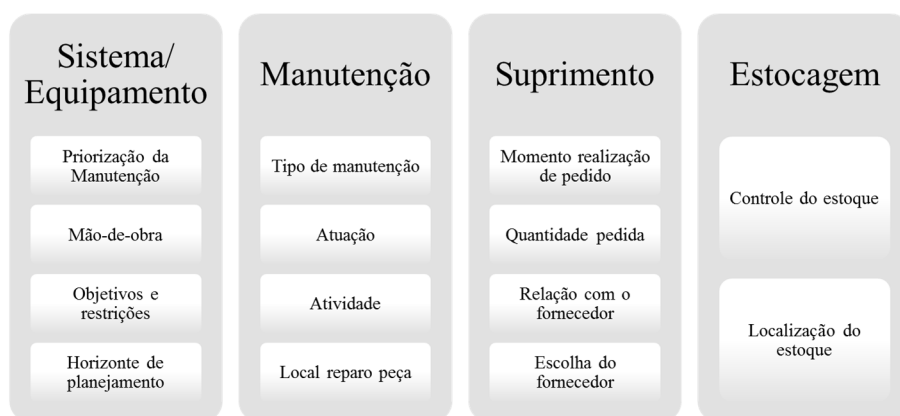 Sistema/
Equipamento
Priorização da
Manutenção
Mão-de-obra
Objetivos e
restrições
Horizonte de
planejamento
Manutenção
Tipo de manutenção
Atuação
Atividade
Local reparo peça
Suprimento
Momento realização
de pedido
Quantidade pedida
Relação com o
fornecedor
Escolha do
fornecedor
Estocagem
Controle do estoque
Localização do
estoque